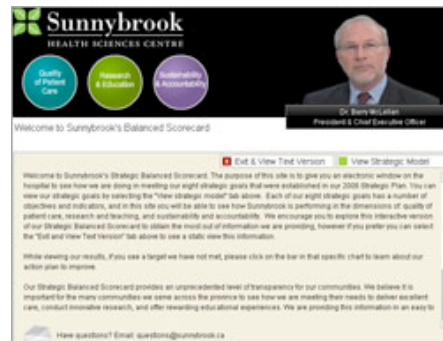 Sunnybrook
HEALTH SCIENCES CENTRE
Quality
of Patient
Care
Research
& Education
Sustainability
& Accountability
Dr. Barry McLellan
President & Chief Executive Officer
Welcome to Sunnybrook's Balanced Scorecard
Exit & View Text Version
View Strategic Model
Welcome to Sunnybrook's Strategic Balanced Scorecard. The purpose of this site is to give you an electronic window on the
hospital to see how we are doing in meeting our eight strategic goals that were established in our 2008 Strategic Plan. You can
view our strategic goals by selecting the "View strategic model" tab above. Each of our eight strategic goals has a number of
objectives and indicators, and in this site you will be able to see how Sunnybrook is performing in the dimensions of: quality of
patient care, research and teaching, and sustainability and accountability. We encourage you to explore this interactive version
of our Strategic Balanced Scorecard to obtain the most out of information we are providing, however if you prefer you can select
the "Exit and View Text Version" tab above to see a static view this information.
While viewing our results, if you see a target we have not met, please click on the bar in that specific chart to learn about our
action plan to improve.
Our Strategic Balanced Scorecard provides an unprecedented level of transparency for our communities. We believe it is
important for the many communities we serve across the province to see how we are meeting their needs to deliver excellent
care, conduct innovative research, and offer rewarding educational experiences. We are providing this information in an easy to
Have questions? Email: questions@sunnybrook.ca